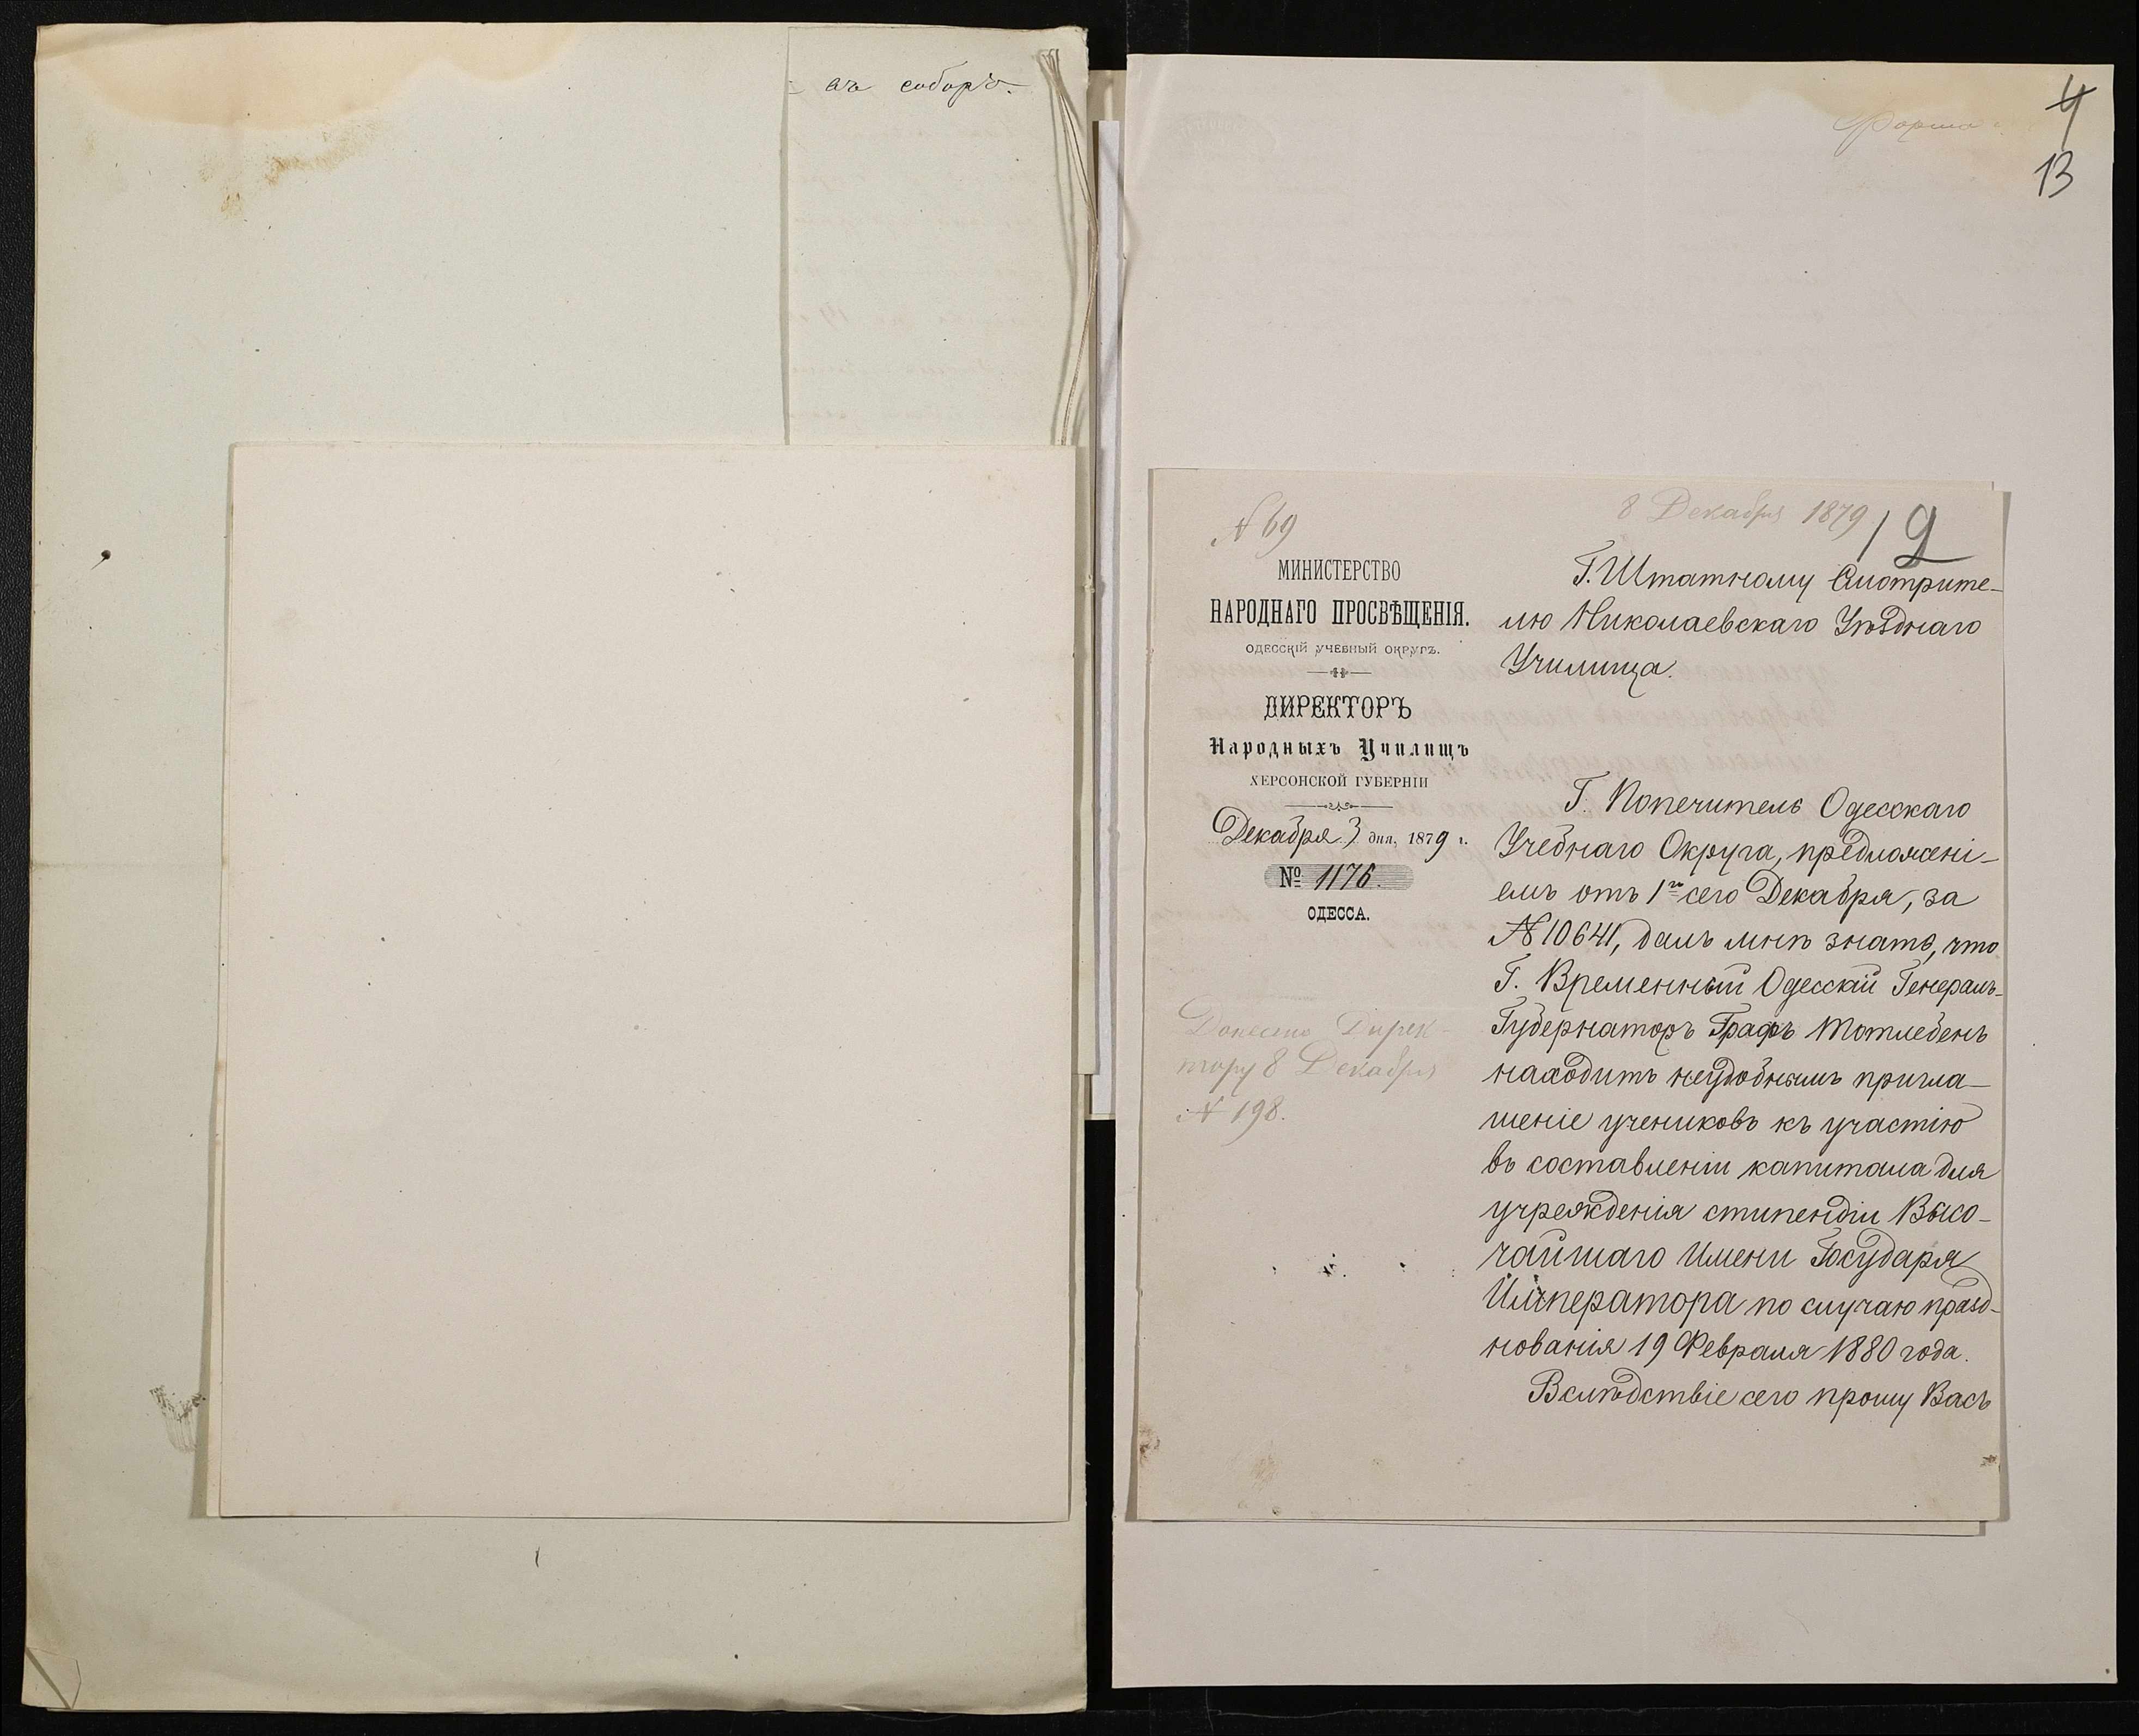 въ соборѣ.
4
13
Форма
№ 69
8 Декабря 1879
12
МИНИСТЕРСТВО
НАРОДНАГО ПРОСВѢЩЕНІЯ.
ОДЕССКІЙ УЧЕБНЫЙ ОКРУГЪ.
ДИРЕКТОРЪ
Народныхъ Училищъ
ХЕРСОНСКОЙ ГУБЕРНІИ
Декабря 3 дня, 1879 г.
№ 1176.
ОДЕССА.
Донесено Дирек-
тору 8 Декабря
№ 198.
Г. Штатному Смотрите-
лю Николаевскаго Уѣзднаго
Училища.
Г. Попечитель Одесскаго
Учебнаго Округа, предложені-
емъ отъ 1го сего Декабря, за
№ 10641, далъ мнѣ знать, что
Г. Временный Одесскій Генералъ-
Губернаторъ Графъ Тотлебенъ
находитъ неудобнымъ пригла-
шеніе учениковъ къ участію
въ составленіи капитала для
учрежденія стипендіи Высо-
чайшаго Имени Государя
Императора по случаю празд-
нованія 19 Февраля 1880 года.
Вслѣдствіе сего прошу Васъ